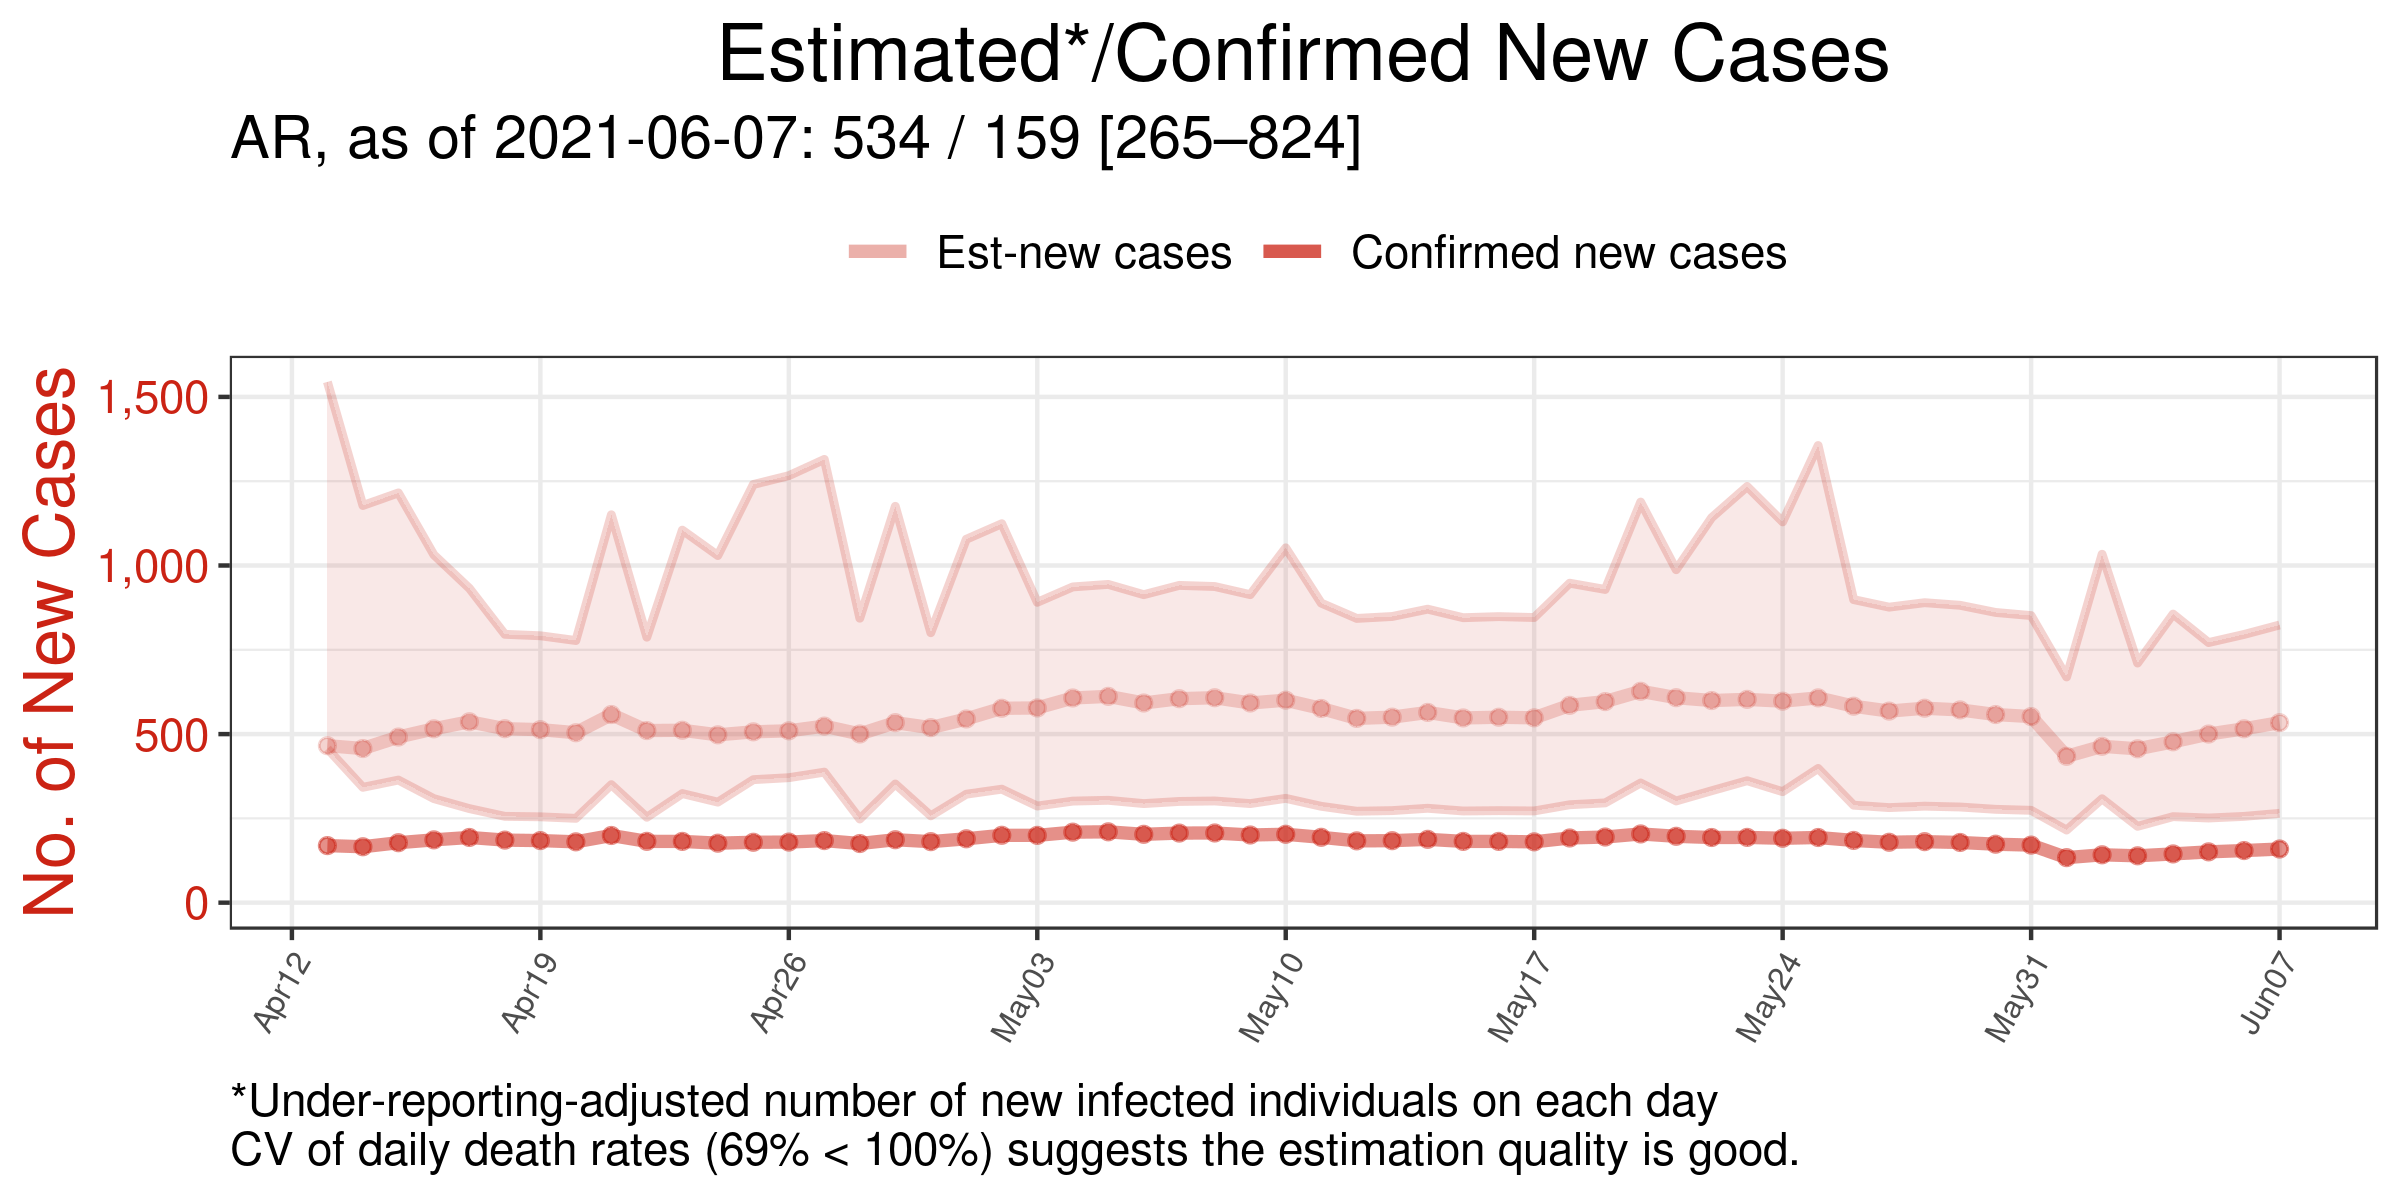 Estimated*/Confirmed New Cases
AR, as of 2021-06-07: 534 / 159 [265–824]
Est-new cases Confirmed new cases
No. of New Cases
1,500
1,000
500
0
Apr12 Apr19 Apr26 May03 May10 May17 May24 May31 Jun07
*Under-reporting-adjusted number of new infected individuals on each day
CV of daily death rates (69% < 100%) suggests the estimation quality is good.